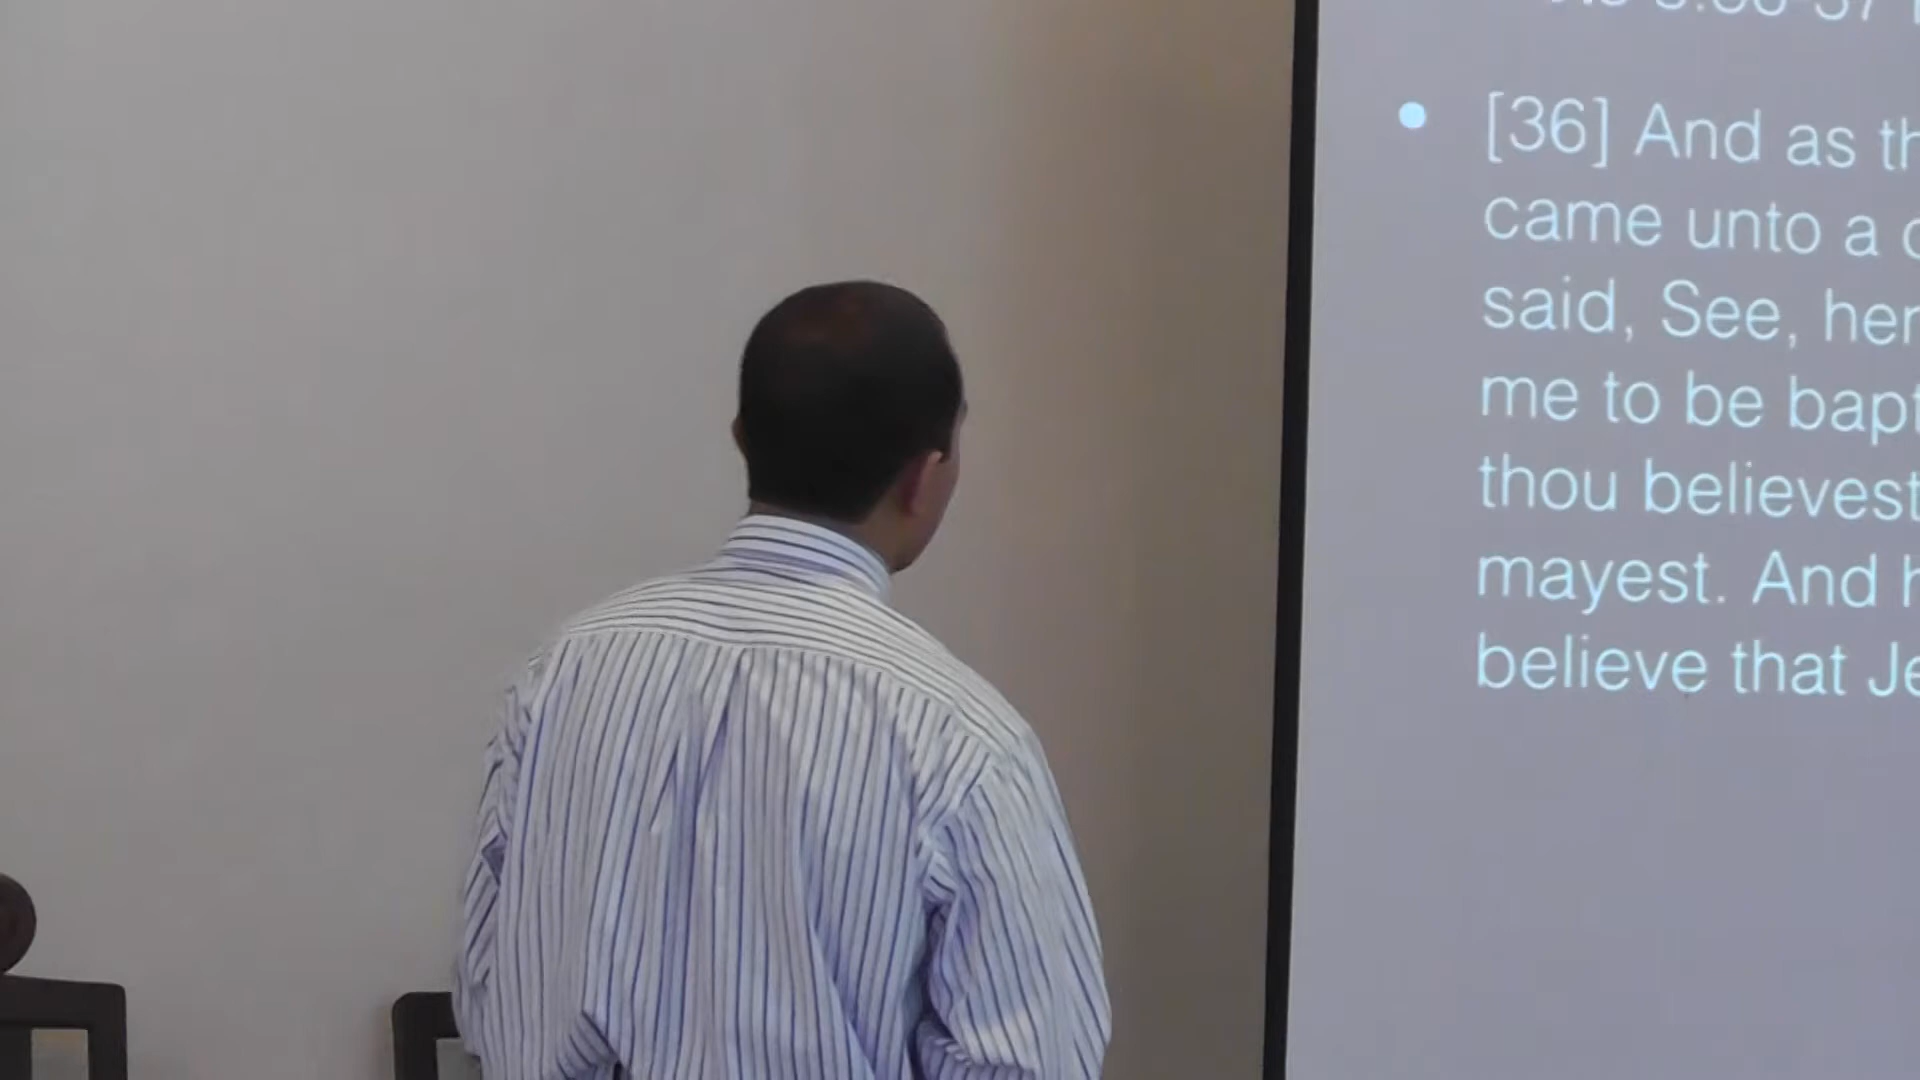 [36] And as th
came unto a c
said, See, her
me to be bapt
thou believest
mayest. And h
believe that Je